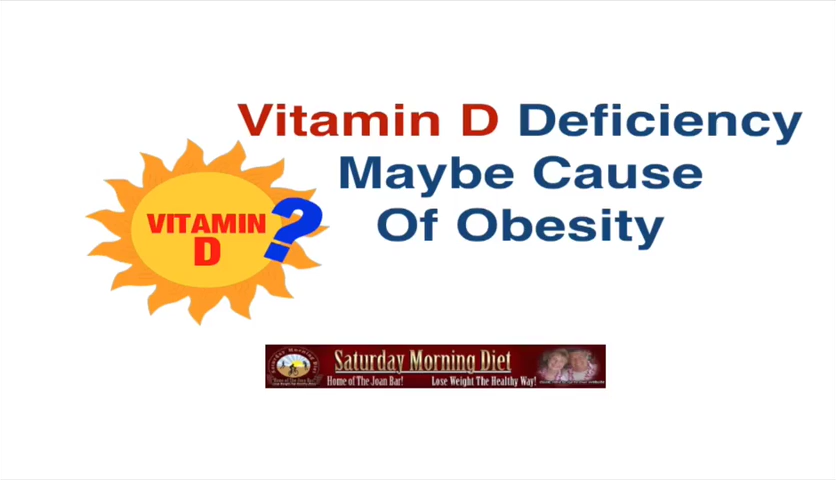 Vitamin D Deficiency
Maybe Cause
Of Obesity
VITAMIN
D
?
Saturday Morning Diet
Home of The Joan Bar!
Lose Weight The Healthy Way!